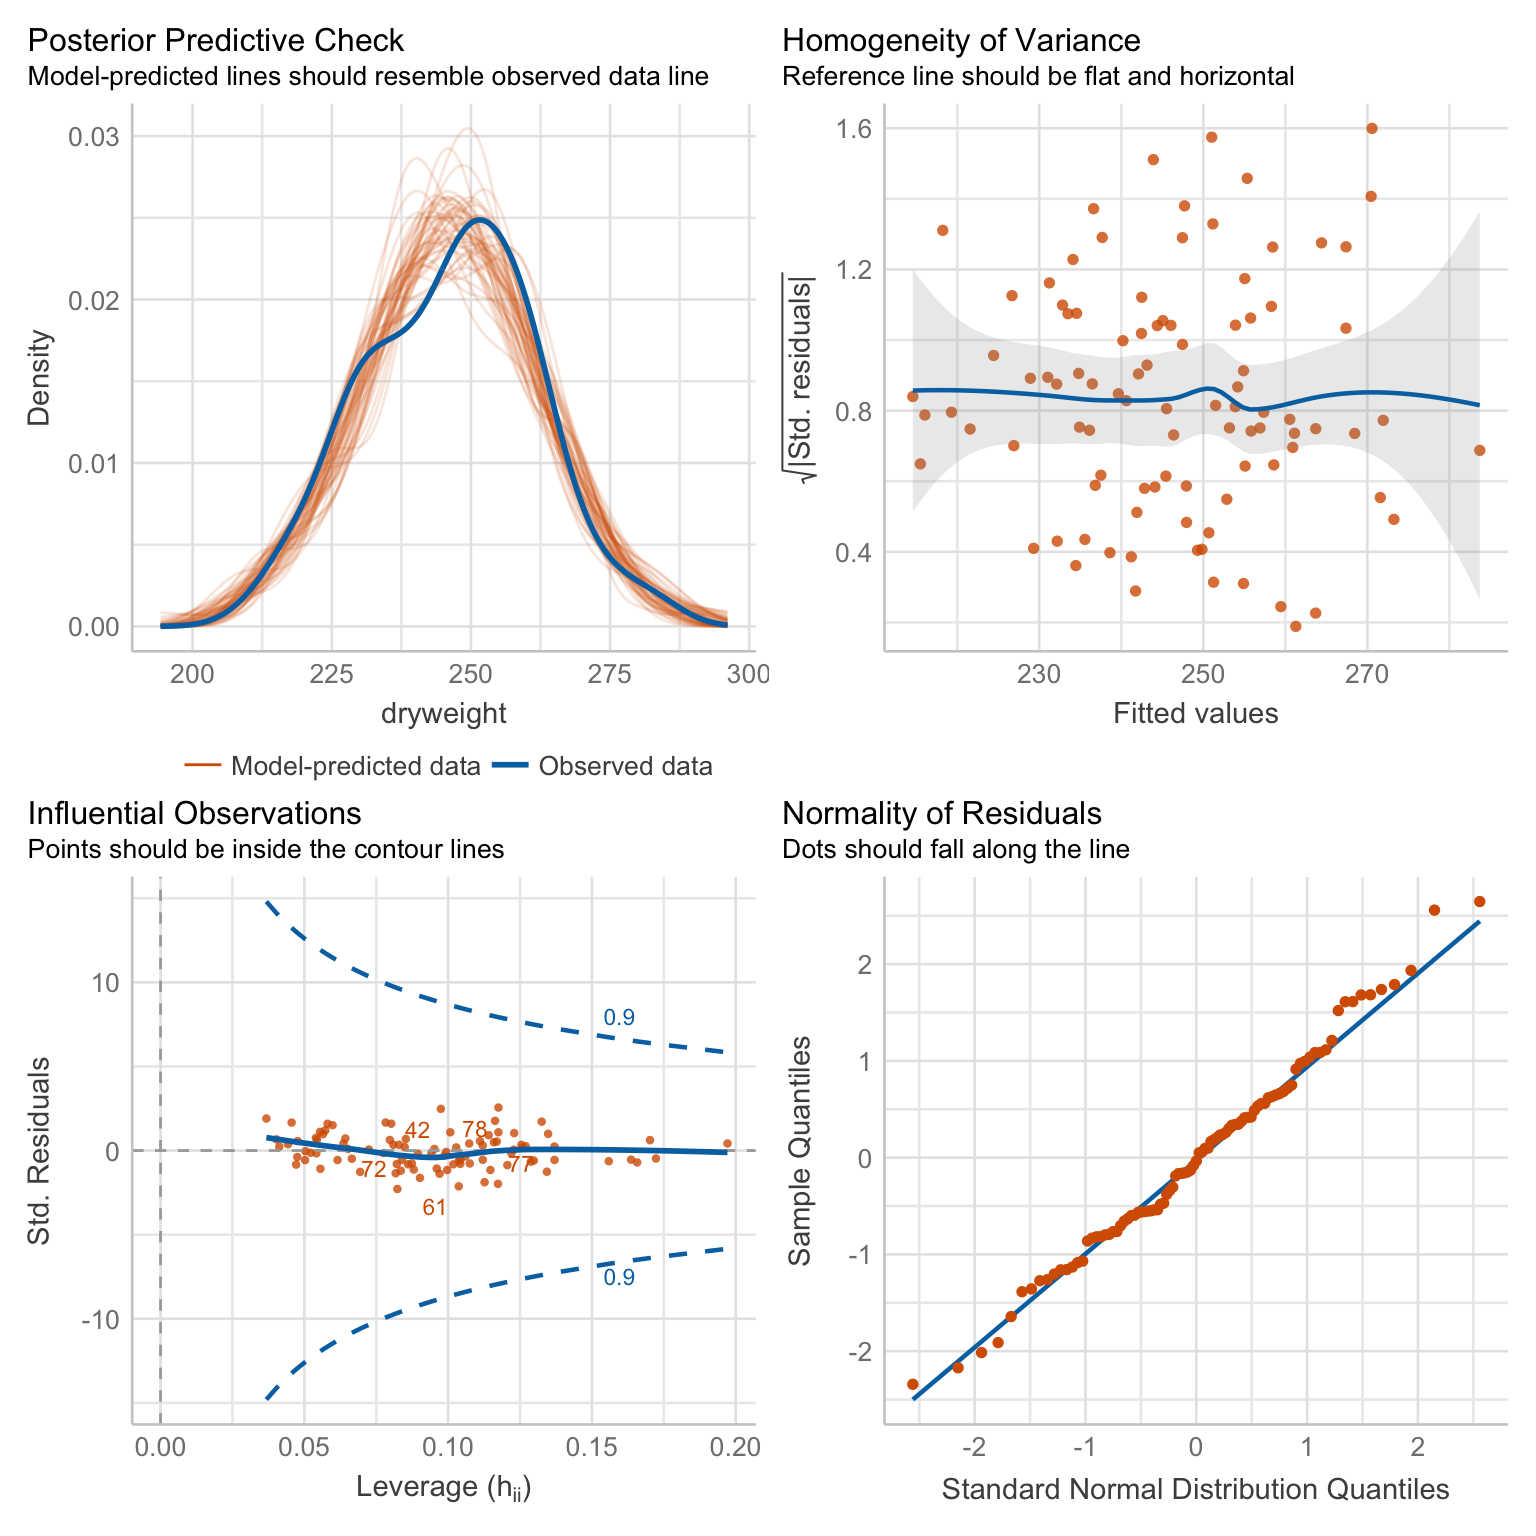 Posterior Predictive Check
Model-predicted lines should resemble observed data line
0.03
0.02
0.01
0.00
Density
200 225 250 275 300
dryweight
Model-predicted data Observed data
Homogeneity of Variance
Reference line should be flat and horizontal
1.6
1.2
0.8
0.4
√|Std. residuals|
230 250 270
Fitted values
Influential Observations
Points should be inside the contour lines
10
0
-10
Std. Residuals
0.9
42 78
72 77
61
0.9
0.00 0.05 0.10 0.15 0.20
Leverage (hii)
Normality of Residuals
Dots should fall along the line
2
1
0
-1
-2
Sample Quantiles
-2 -1 0 1 2
Standard Normal Distribution Quantiles